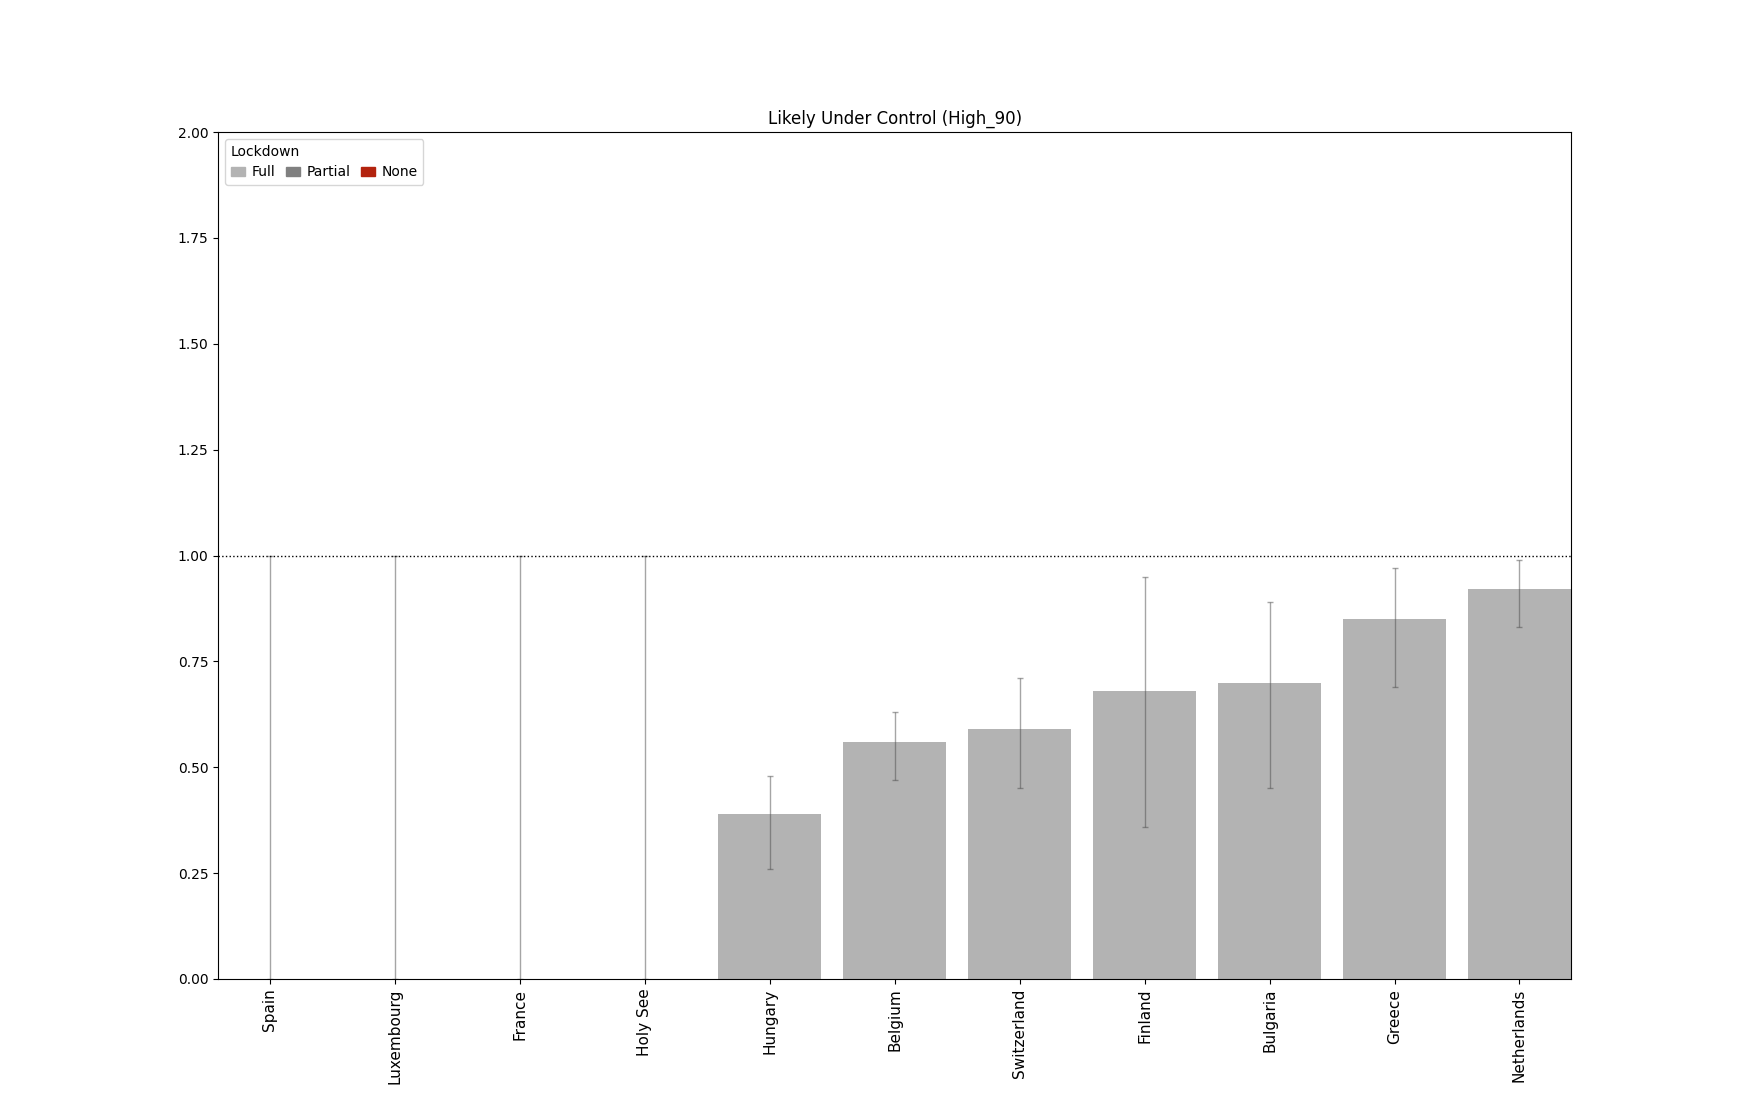 Likely Under Control (High_90)
Lockdown
Full Partial None
2.00
1.75
1.50
1.25
1.00
0.75
0.50
0.25
0.00
Spain
Luxembourg
France
Holy See
Hungary
Belgium
Switzerland
Finland
Bulgaria
Greece
Netherlands